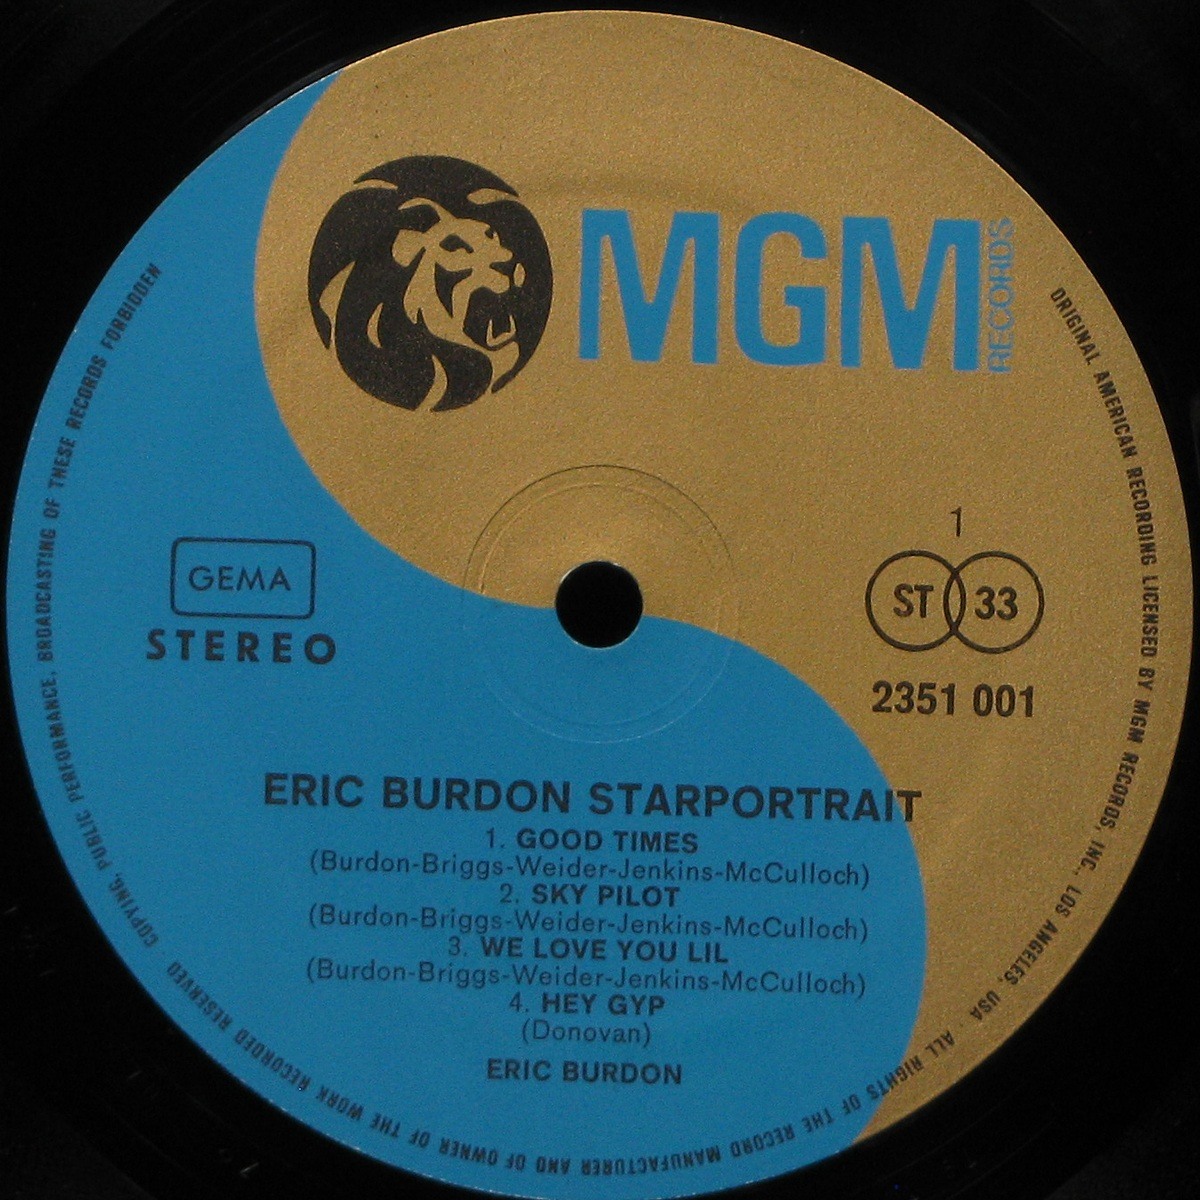 MGM
RECORDS
GEMA
STEREO
1
ST 33
2351 001
ERIC BURDON STARPORTRAIT
1. GOOD TIMES
(Burdon-Briggs-Weider-Jenkins-McCulloch)
2. SKY PILOT
(Burdon-Briggs-Weider-Jenkins-McCulloch)
3. WE LOVE YOU LIL
(Burdon-Briggs-Weider-Jenkins-McCulloch)
4. HEY GYP
(Donovan)
ERIC BURDON
ORIGINAL AMERICAN RECORDING LICENSED BY MGM RECORDS, INC., LOS ANGELES, USA · ALL RIGHTS OF THE RECORD MANUFACTURER AND OF OWNER OF THE WORK RECORDED RESERVED · COPYING, PUBLIC PERFORMANCE, BROADCASTING OF THESE RECORDS FORBIDDEN